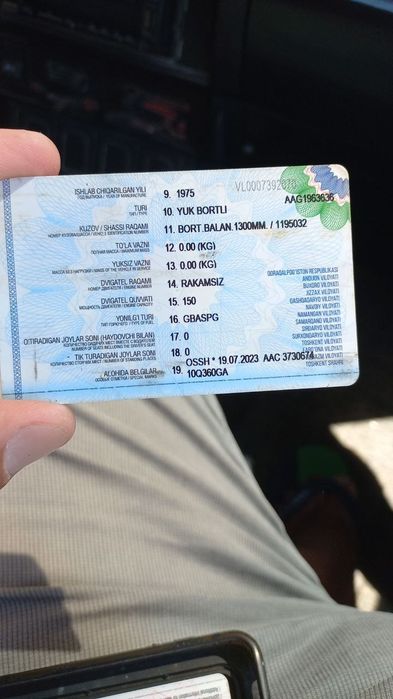 VL0007392813
AAG1963636
ISHLAB CHIQARILGAN YILI 9. 1975
TURI 10. YUK BORTLI
KUZOV / SHASSI RAQAMI 11. BORT.BALAN.1300MM. / 1195032
TO'LA VAZNI 12. 0.00 (KG)
YUKSIZ VAZNI 13. 0.00 (KG)
DVIGATEL RAQAMI 14. RAKAMSIZ
DVIGATEL QUVVATI 15. 150
YONILG'I TURI 16. GBASPG
O'TIRADIGAN JOYLAR SONI (HAYDOVCHI BILAN) 17. 0
TIK TURADIGAN JOYLAR SONI 18. 0
OSSH * 19.07.2023 AAC 3730674
ALOHIDA BELGILAR 19. 10Q360GA
QORAQALPOG'ISTON RESPUBLIKASI
ANDIJON VILOYATI
BUXORO VILOYATI
JIZZAX VILOYATI
QASHQADARYO VILOYATI
NAVOIY VILOYATI
NAMANGAN VILOYATI
SAMARQAND VILOYATI
SIRDARYO VILOYATI
SURXONDARYO VILOYATI
TOSHKENT VILOYATI
FARG'ONA VILOYATI
TOSHKENT SHAHRI